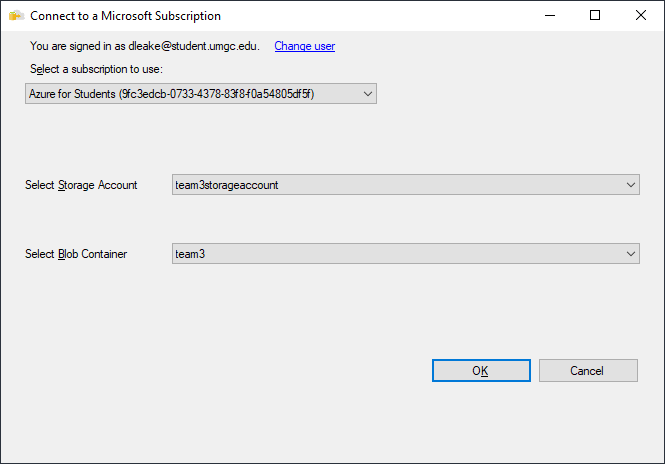 Connect to a Microsoft Subscription
You are signed in as dleake@student.umgc.edu. Change user
Select a subscription to use:
Azure for Students (9fc3edcb-0733-4378-83f8-f0a54805df5f)
Select Storage Account team3storageaccount
Select Blob Container team3
OK Cancel